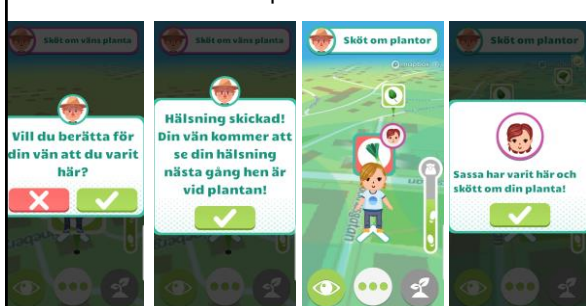 Sköt om väns planta
Vill du berätta för
din vän att du varit
här?
Sköt om väns planta
Hälsning skickad!
Din vän kommer att
se din hälsning
nästa gång hen är
vid plantan!
Sköt om plantor
mapbox
gatan
Sköt om plantor
Sassa har varit här och
skött om din planta!